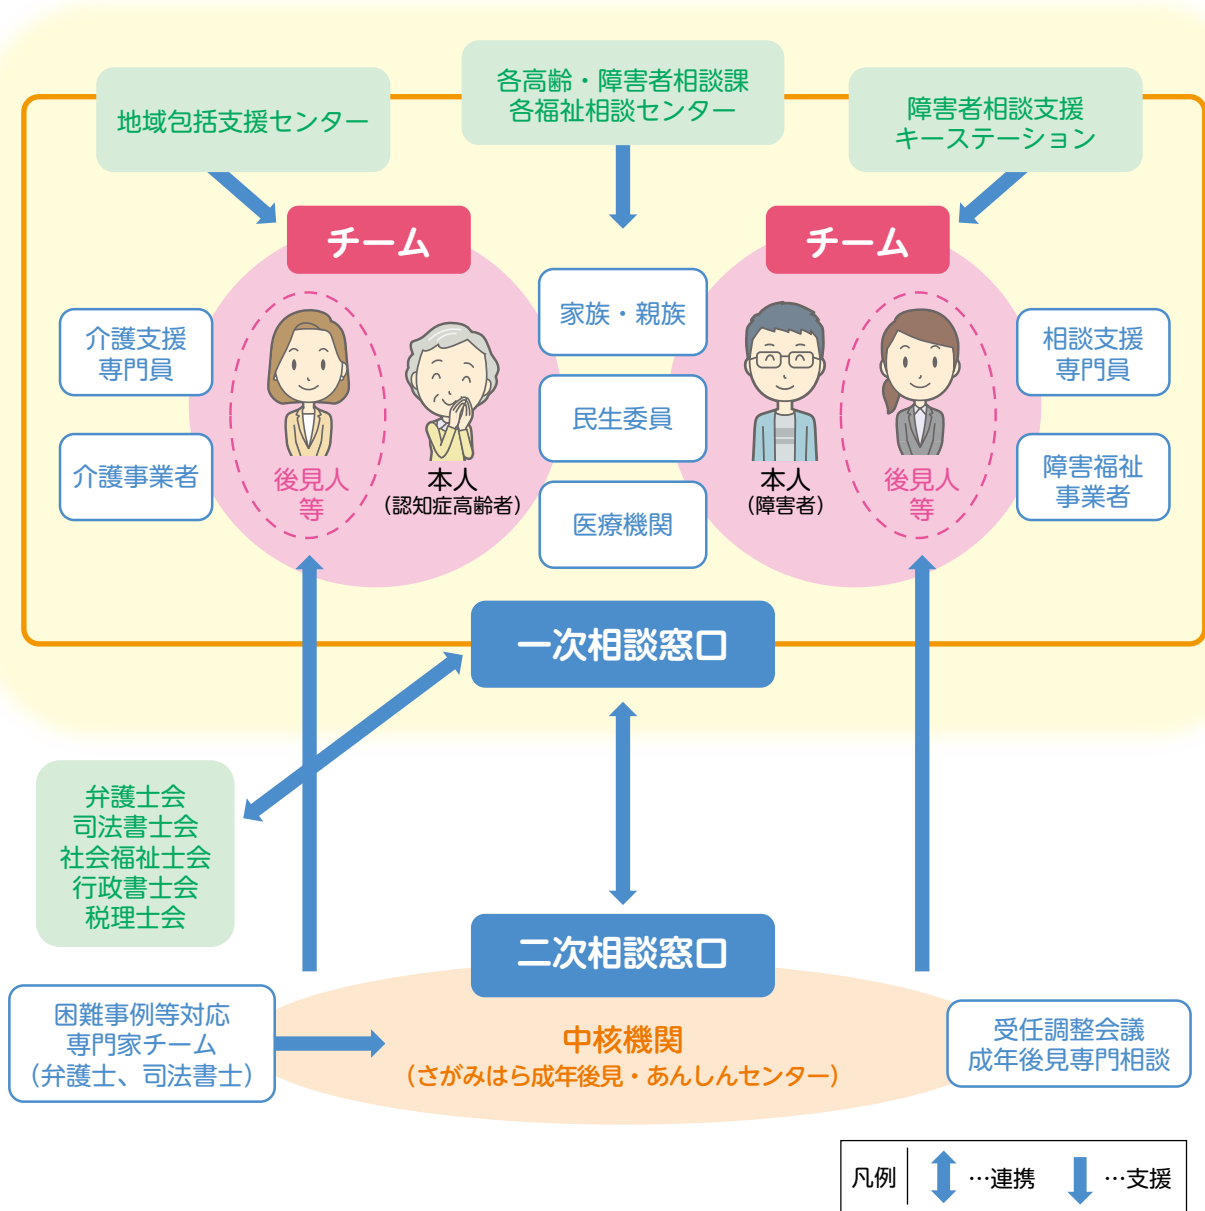 地域包括支援センター
各高齢・障害者相談課
各福祉相談センター
障害者相談支援
キーステーション
チーム
チーム
介護支援
専門員
介護事業者
後見人
等
本人
（認知症高齢者）
家族・親族
民生委員
医療機関
本人
（障害者）
後見人
等
相談支援
専門員
障害福祉
事業者
一次相談窓口
弁護士会
司法書士会
社会福祉士会
行政書士会
税理士会
二次相談窓口
困難事例等対応
専門家チーム
（弁護士、司法書士）
中核機関
（さがみはら成年後見・あんしんセンター）
受任調整会議
成年後見専門相談
凡例
…連携
…支援